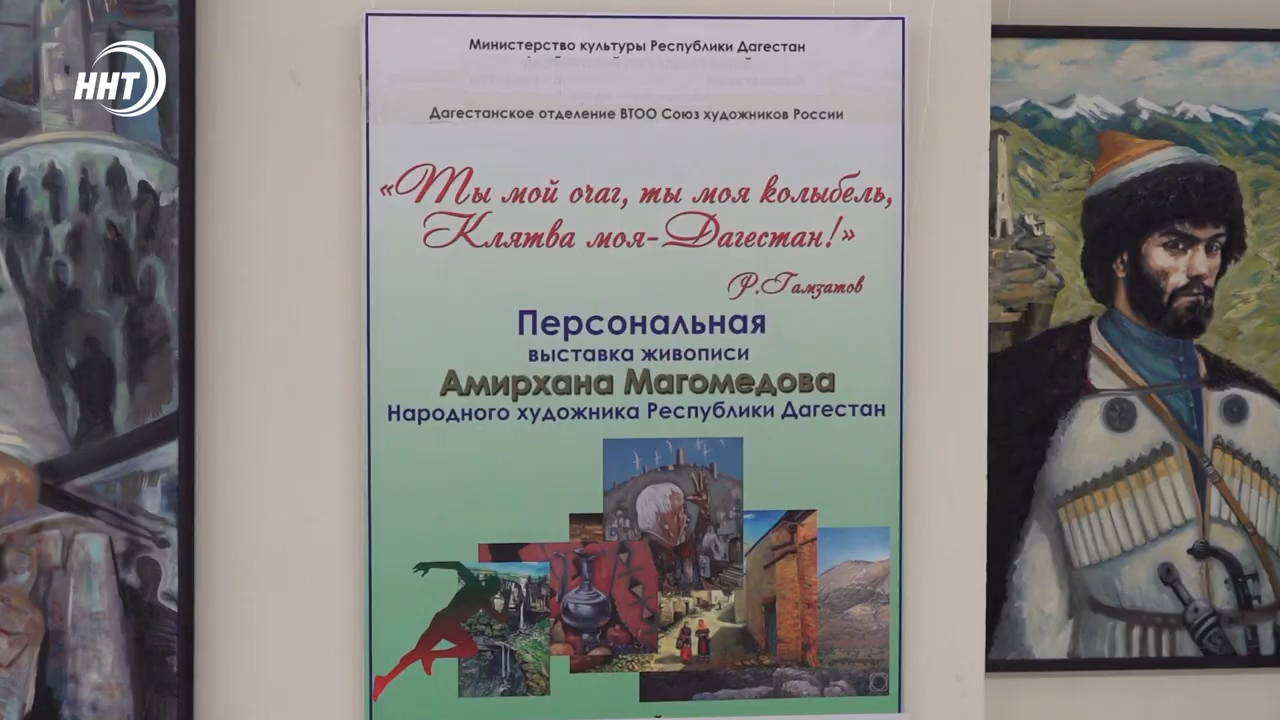 ННТ
Министерство культуры Республики Дагестан
Дагестанское отделение ВТОО Союз художников России
«Ты мой очаг, ты моя колыбель,
Клятва моя-Дагестан!»
Р.Гамзатов
Персональная
выставка живописи
Амирхана Магомедова
Народного художника Республики Дагестан